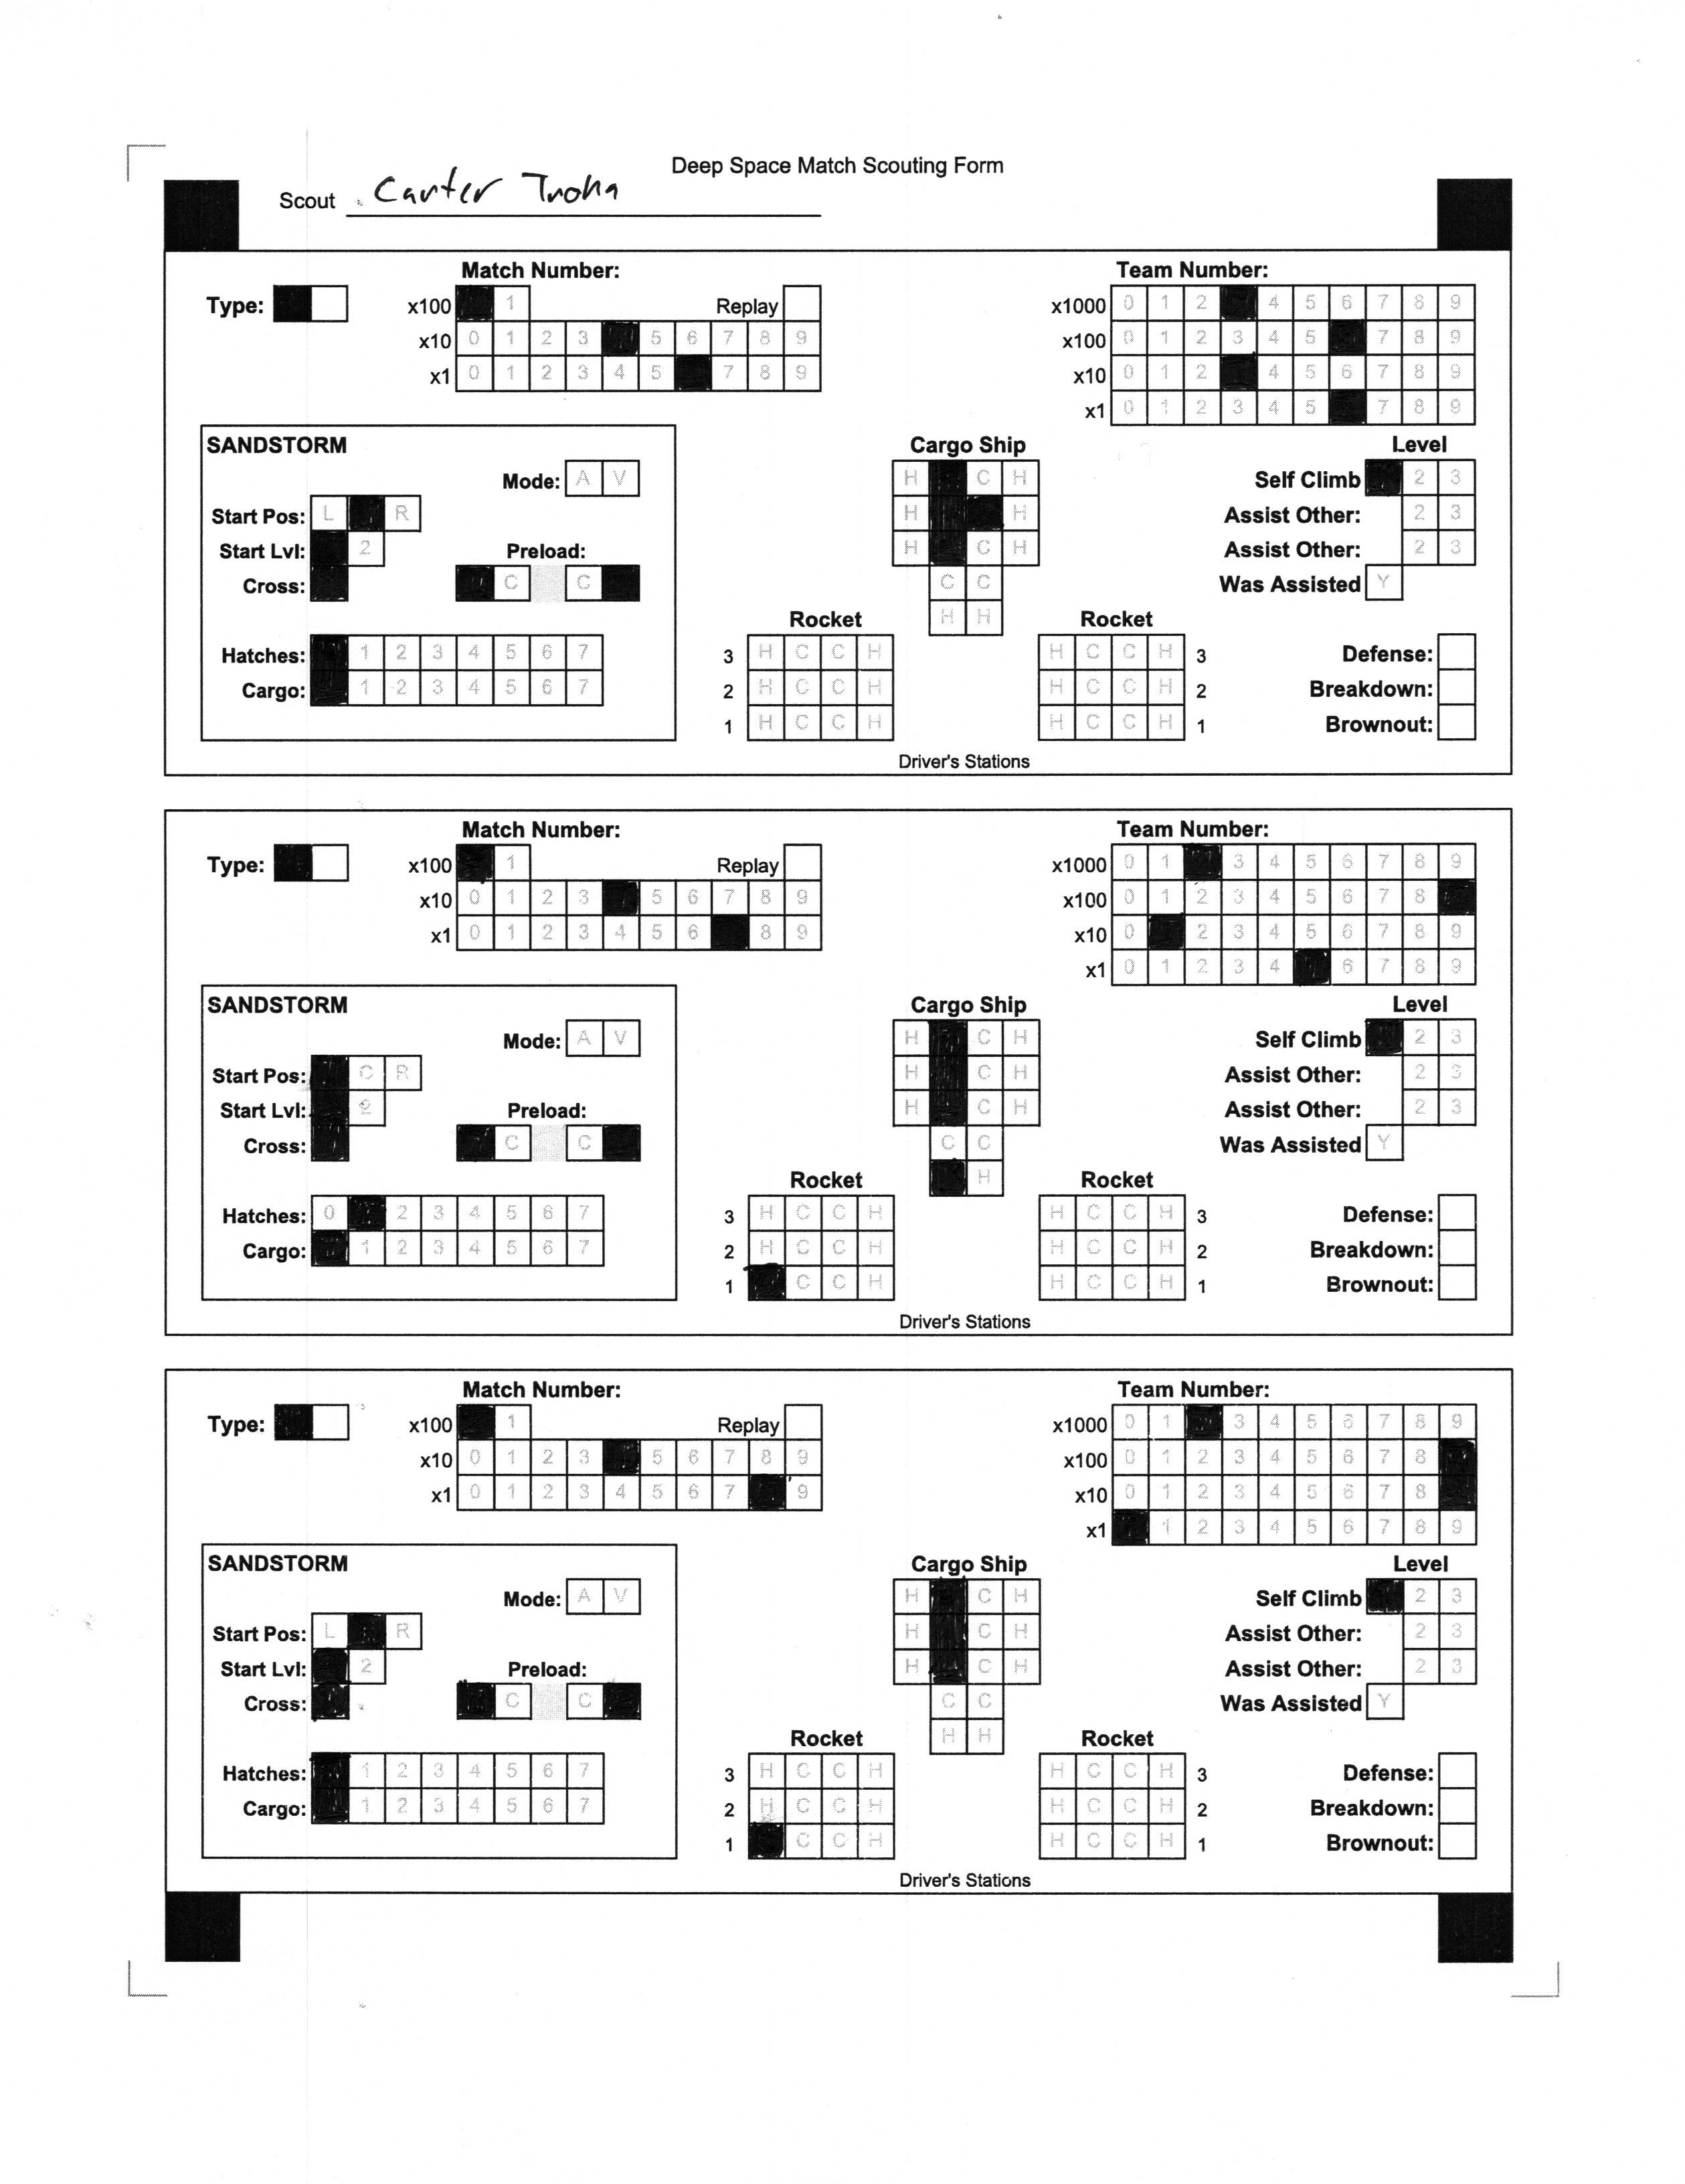 Deep Space Match Scouting Form
Scout Carter Troha
Match Number: Team Number:
Type: x100 1 Replay x1000 0 1 2 4 5 6 7 8 9
x10 0 1 2 3 5 6 7 8 9 x100 0 1 2 3 4 5 7 8 9
x1 0 1 2 3 4 5 7 8 9 x10 0 1 2 4 5 6 7 8 9
x1 0 1 2 3 4 5 7 8 9
SANDSTORM Cargo Ship Level
Mode: A V H C H Self Climb 2 3
Start Pos: L R H H Assist Other: 2 3
Start Lvl: 2 Preload: H C H Assist Other: 2 3
Cross: C C C C Was Assisted Y
H H
Rocket Rocket
Hatches: 1 2 3 4 5 6 7 3 H C C H H C C H 3 Defense:
Cargo: 1 2 3 4 5 6 7 2 H C C H H C C H 2 Breakdown:
1 H C C H H C C H 1 Brownout:
Driver's Stations
Match Number: Team Number:
Type: x100 1 Replay x1000 0 1 3 4 5 6 7 8 9
x10 0 1 2 3 5 6 7 8 9 x100 0 1 2 3 4 5 6 7 8
x1 0 1 2 3 4 5 6 8 9 x10 0 2 3 4 5 6 7 8 9
x1 0 1 2 3 4 6 7 8 9
SANDSTORM Cargo Ship Level
Mode: A V H C H Self Climb 2 3
Start Pos: C R H C H Assist Other: 2 3
Start Lvl: 2 Preload: H C H Assist Other: 2 3
Cross: C C C C Was Assisted Y
H
Rocket Rocket
Hatches: 0 2 3 4 5 6 7 3 H C C H H C C H 3 Defense:
Cargo: 1 2 3 4 5 6 7 2 H C C H H C C H 2 Breakdown:
1 C C H H C C H 1 Brownout:
Driver's Stations
Match Number: Team Number:
Type: x100 1 Replay x1000 0 1 3 4 5 6 7 8 9
x10 0 1 2 3 5 6 7 8 9 x100 0 1 2 3 4 5 6 7 8
x1 0 1 2 3 4 5 6 7 9 x10 0 1 2 3 4 5 6 7 8
x1 1 2 3 4 5 6 7 8 9
SANDSTORM Cargo Ship Level
Mode: A V H C H Self Climb 2 3
Start Pos: L R H C H Assist Other: 2 3
Start Lvl: 2 Preload: H C H Assist Other: 2 3
Cross: C C C C Was Assisted Y
H H
Rocket Rocket
Hatches: 1 2 3 4 5 6 7 3 H C C H H C C H 3 Defense:
Cargo: 1 2 3 4 5 6 7 2 H C C H H C C H 2 Breakdown:
1 C C H H C C H 1 Brownout:
Driver's Stations